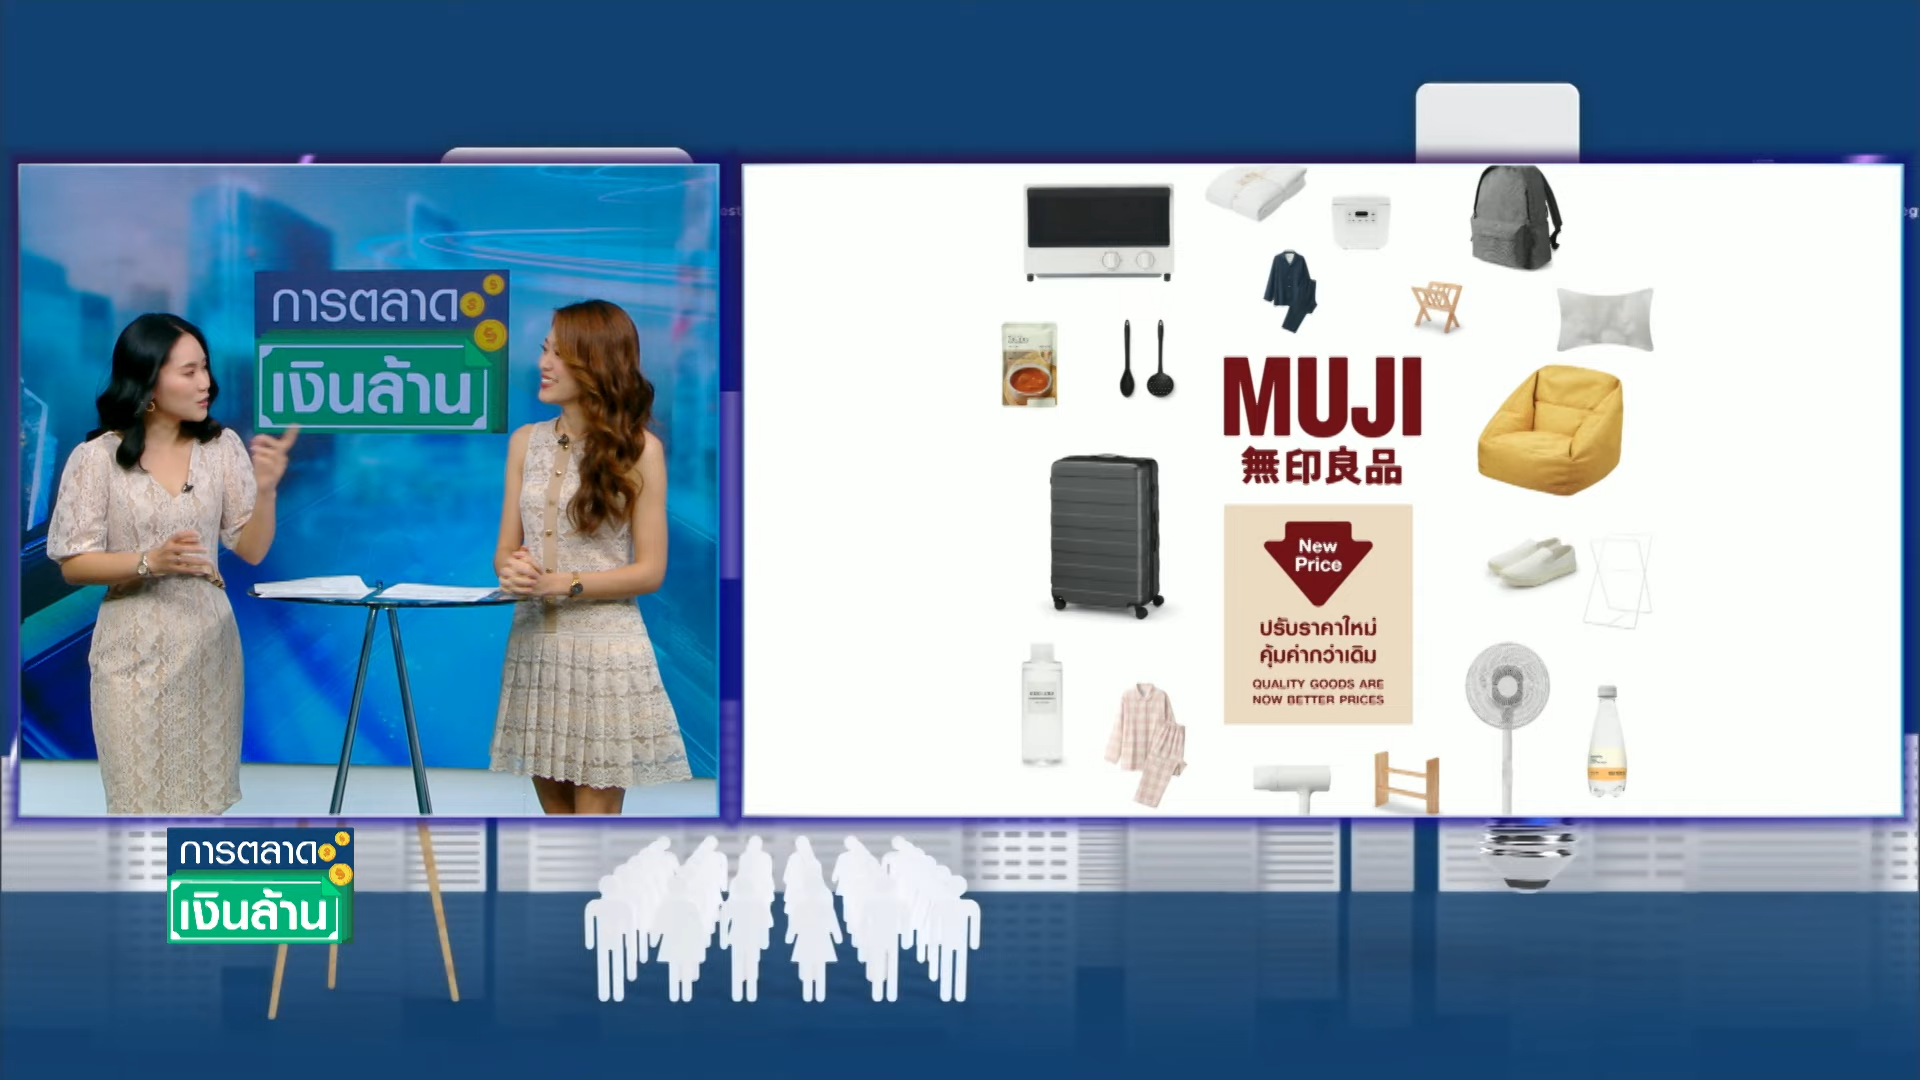 การตลาด
เงินล้าน
MUJI
無印良品
New
Price
ปรับราคาใหม่
คุ้มค่ากว่าเดิม
QUALITY GOODS ARE
NOW BETTER PRICES
การตลาด
เงินล้าน